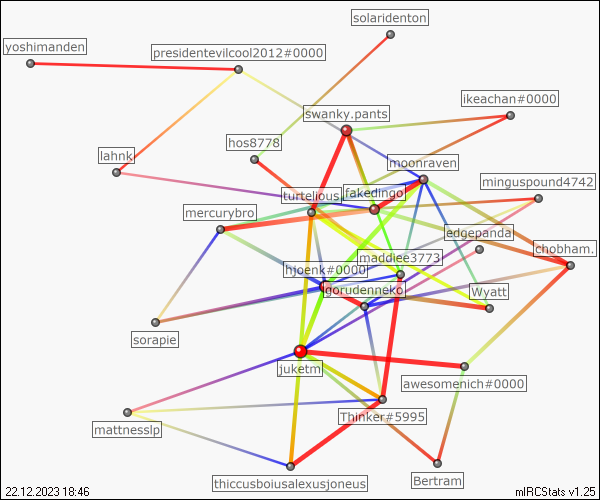 solaridenton
yoshimanden
presidentevilcool2012#0000
ikeachan#0000
swanky.pants
hos8778
lahnk
moonraven
minguspound4742
fakedingo
turtelious
mercurybro
edgepanda
chobham.
maddiee3773
hjoenk#0000
gorudenneko
Wyatt
sorapie
juketm
awesomenich#0000
Thinker#5995
mattnesslp
Bertram
thiccusboiusalexusjoneus
22.12.2023 18:46
mIRCStats v1.25